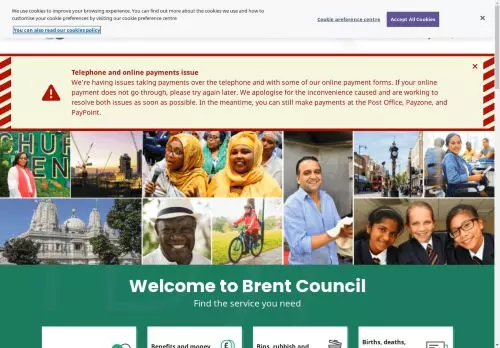 We use cookies to improve your browsing experience. You can find out more about the cookies we use and how to
customise your cookie preferences by visiting our cookie preference centre
You can also read our cookies policy
Cookie preference centre
Accept All Cookies
Telephone and online payments issue
We're having issues taking payments over the telephone and with some of our online payment forms. If your online
payment does not go through, please try again later. We apologise for the inconvenience caused and are working to
resolve both issues as soon as possible. In the meantime, you can still make payments at the Post Office, Payzone, and
PayPoint.
Welcome to Brent Council
Find the service you need
Benefits and money
Bins, rubbish and
Births, deaths,